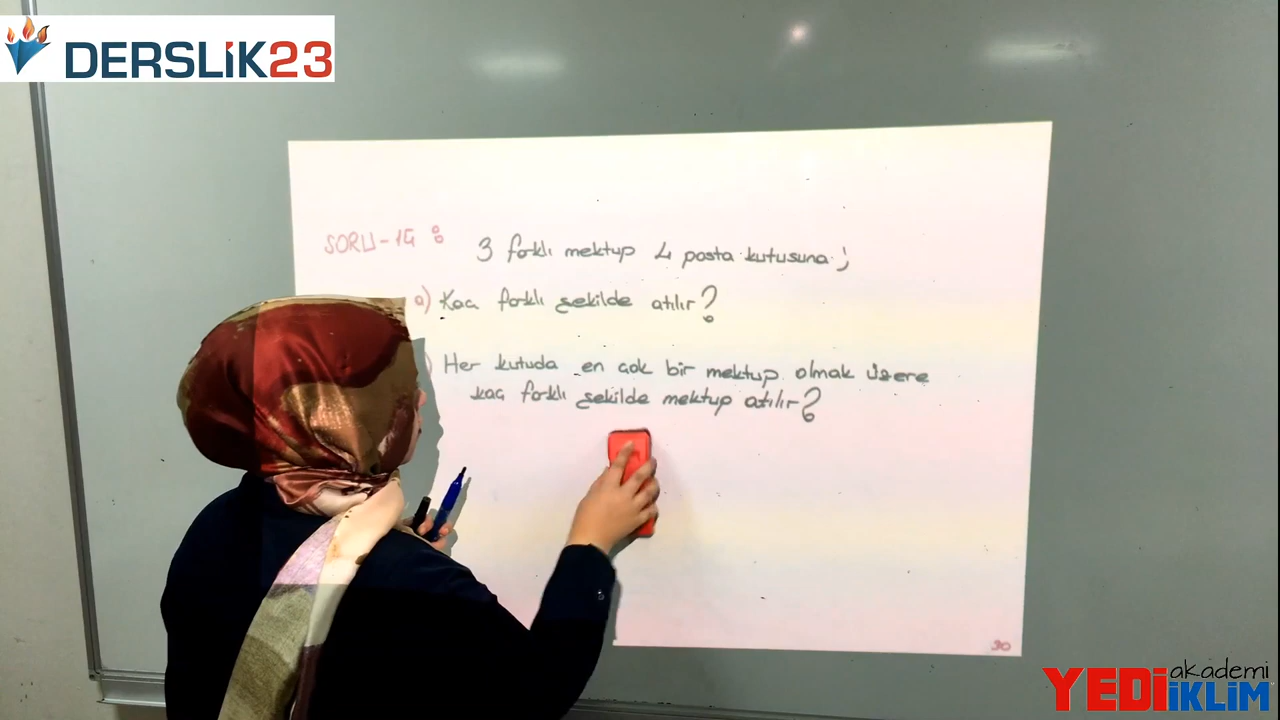 DERSLİK23
SORU-14:
3 farklı mektup 4 posta kutusuna;
a) Kaç farklı şekilde atılır?
) Her kutuda en çok bir mektup olmak üzere
kaç farklı şekilde mektup atılır?
30
YEDİ akademi
İKLİM